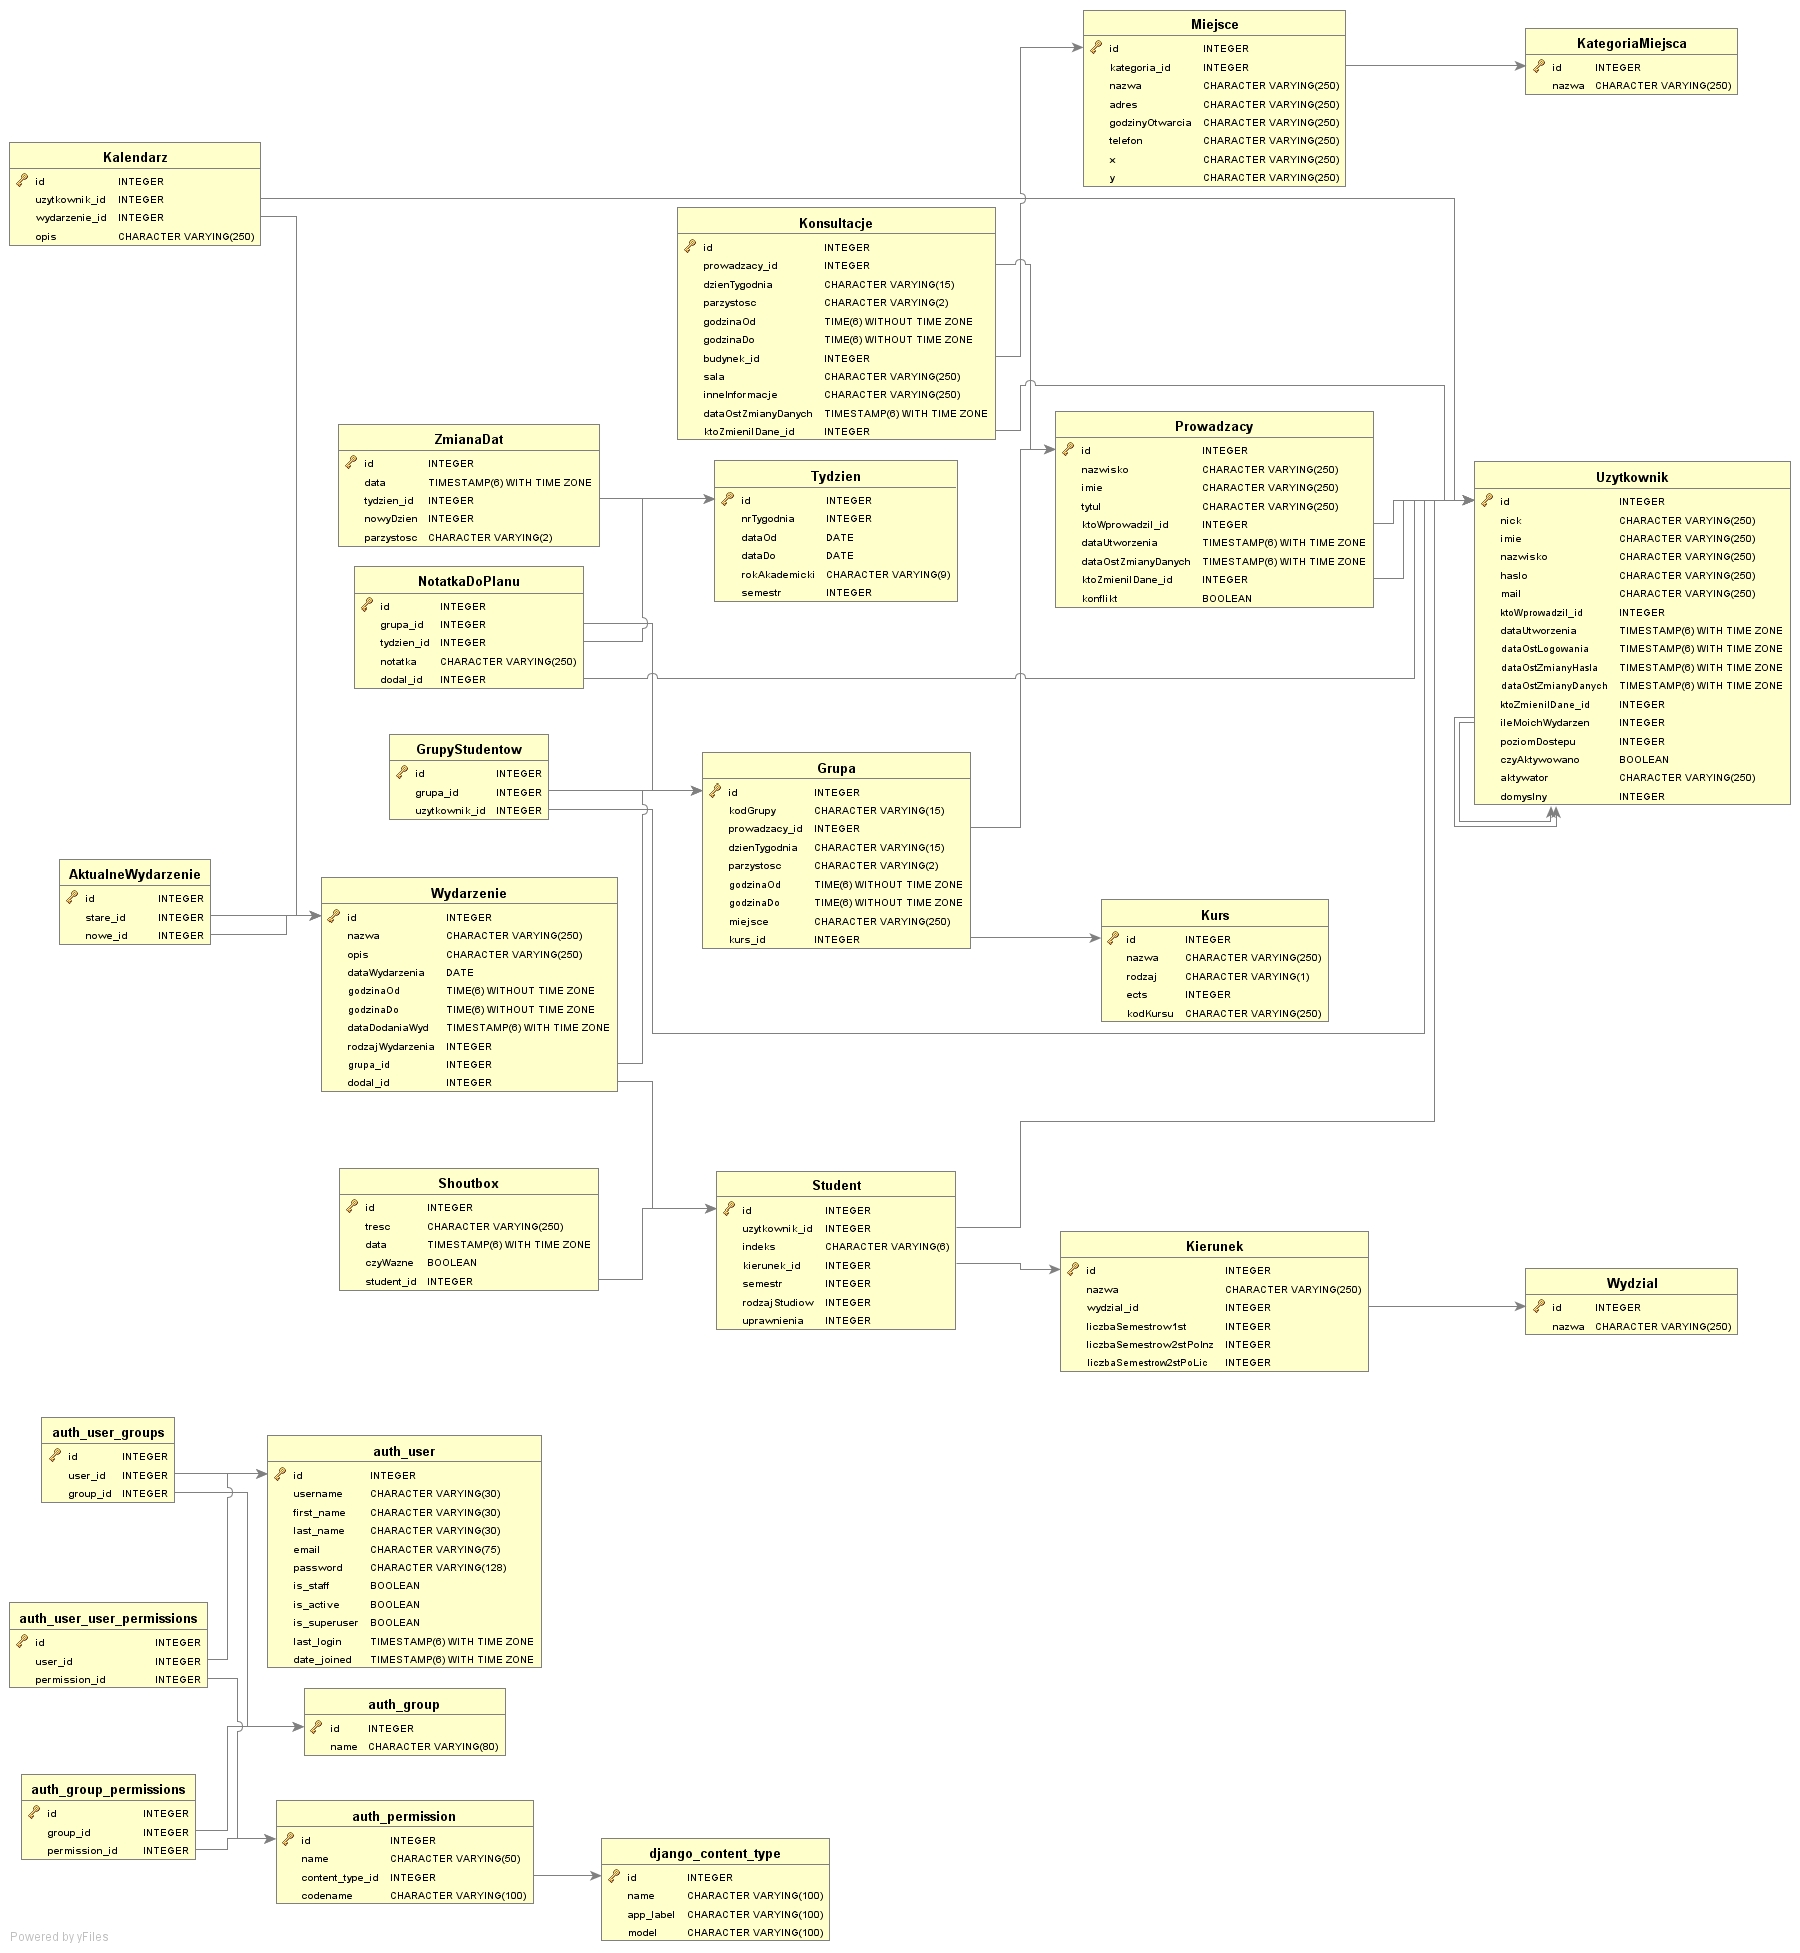 Miejsce
id INTEGER
kategoria_id INTEGER
nazwa CHARACTER VARYING(250)
adres CHARACTER VARYING(250)
godzinyOtwarcia CHARACTER VARYING(250)
telefon CHARACTER VARYING(250)
x CHARACTER VARYING(250)
y CHARACTER VARYING(250)
KategoriaMiejsca
id INTEGER
nazwa CHARACTER VARYING(250)
Kalendarz
id INTEGER
uzytkownik_id INTEGER
wydarzenie_id INTEGER
opis CHARACTER VARYING(250)
Konsultacje
id INTEGER
prowadzacy_id INTEGER
dzienTygodnia CHARACTER VARYING(15)
parzystosc CHARACTER VARYING(2)
godzinaOd TIME(6) WITHOUT TIME ZONE
godzinaDo TIME(6) WITHOUT TIME ZONE
budynek_id INTEGER
sala CHARACTER VARYING(250)
inneInformacje CHARACTER VARYING(250)
dataOstZmianyDanych TIMESTAMP(6) WITH TIME ZONE
ktoZmienilDane_id INTEGER
ZmianaDat
id INTEGER
data TIMESTAMP(6) WITH TIME ZONE
tydzien_id INTEGER
nowyDzien INTEGER
parzystosc CHARACTER VARYING(2)
Tydzien
id INTEGER
nrTygodnia INTEGER
dataOd DATE
dataDo DATE
rokAkademicki CHARACTER VARYING(9)
semestr INTEGER
Prowadzacy
id INTEGER
nazwisko CHARACTER VARYING(250)
imie CHARACTER VARYING(250)
tytul CHARACTER VARYING(250)
ktoWprowadzil_id INTEGER
dataUtworzenia TIMESTAMP(6) WITH TIME ZONE
dataOstZmianyDanych TIMESTAMP(6) WITH TIME ZONE
ktoZmienilDane_id INTEGER
konflikt BOOLEAN
Uzytkownik
id INTEGER
nick CHARACTER VARYING(250)
imie CHARACTER VARYING(250)
nazwisko CHARACTER VARYING(250)
haslo CHARACTER VARYING(250)
mail CHARACTER VARYING(250)
ktoWprowadzil_id INTEGER
dataUtworzenia TIMESTAMP(6) WITH TIME ZONE
dataOstLogowania TIMESTAMP(6) WITH TIME ZONE
dataOstZmianyHasla TIMESTAMP(6) WITH TIME ZONE
dataOstZmianyDanych TIMESTAMP(6) WITH TIME ZONE
ktoZmienilDane_id INTEGER
ileMoichWydarzen INTEGER
poziomDostepu INTEGER
czyAktywowano BOOLEAN
aktywator CHARACTER VARYING(250)
domyslny INTEGER
NotatkaDoPlanu
id INTEGER
grupa_id INTEGER
tydzien_id INTEGER
notatka CHARACTER VARYING(250)
dodal_id INTEGER
GrupyStudentow
id INTEGER
grupa_id INTEGER
uzytkownik_id INTEGER
Grupa
id INTEGER
kodGrupy CHARACTER VARYING(15)
prowadzacy_id INTEGER
dzienTygodnia CHARACTER VARYING(15)
parzystosc CHARACTER VARYING(2)
godzinaOd TIME(6) WITHOUT TIME ZONE
godzinaDo TIME(6) WITHOUT TIME ZONE
miejsce CHARACTER VARYING(250)
kurs_id INTEGER
AktualneWydarzenie
id INTEGER
stare_id INTEGER
nowe_id INTEGER
Wydarzenie
id INTEGER
nazwa CHARACTER VARYING(250)
opis CHARACTER VARYING(250)
dataWydarzenia DATE
godzinaOd TIME(6) WITHOUT TIME ZONE
godzinaDo TIME(6) WITHOUT TIME ZONE
dataDodaniaWyd TIMESTAMP(6) WITH TIME ZONE
rodzajWydarzenia INTEGER
grupa_id INTEGER
dodal_id INTEGER
Kurs
id INTEGER
nazwa CHARACTER VARYING(250)
rodzaj CHARACTER VARYING(1)
ects INTEGER
kodKursu CHARACTER VARYING(250)
Shoutbox
id INTEGER
tresc CHARACTER VARYING(250)
data TIMESTAMP(6) WITH TIME ZONE
czyWazne BOOLEAN
student_id INTEGER
Student
id INTEGER
uzytkownik_id INTEGER
indeks CHARACTER VARYING(6)
kierunek_id INTEGER
semestr INTEGER
rodzajStudiow INTEGER
uprawnienia INTEGER
Kierunek
id INTEGER
nazwa CHARACTER VARYING(250)
wydzial_id INTEGER
liczbaSemestrow1st INTEGER
liczbaSemestrow2stPoInz INTEGER
liczbaSemestrow2stPoLic INTEGER
Wydzial
id INTEGER
nazwa CHARACTER VARYING(250)
auth_user_groups
id INTEGER
user_id INTEGER
group_id INTEGER
auth_user
id INTEGER
username CHARACTER VARYING(30)
first_name CHARACTER VARYING(30)
last_name CHARACTER VARYING(30)
email CHARACTER VARYING(75)
password CHARACTER VARYING(128)
is_staff BOOLEAN
is_active BOOLEAN
is_superuser BOOLEAN
last_login TIMESTAMP(6) WITH TIME ZONE
date_joined TIMESTAMP(6) WITH TIME ZONE
auth_user_user_permissions
id INTEGER
user_id INTEGER
permission_id INTEGER
auth_group
id INTEGER
name CHARACTER VARYING(80)
auth_group_permissions
id INTEGER
group_id INTEGER
permission_id INTEGER
auth_permission
id INTEGER
name CHARACTER VARYING(50)
content_type_id INTEGER
codename CHARACTER VARYING(100)
django_content_type
id INTEGER
name CHARACTER VARYING(100)
app_label CHARACTER VARYING(100)
model CHARACTER VARYING(100)
Powered by yFiles